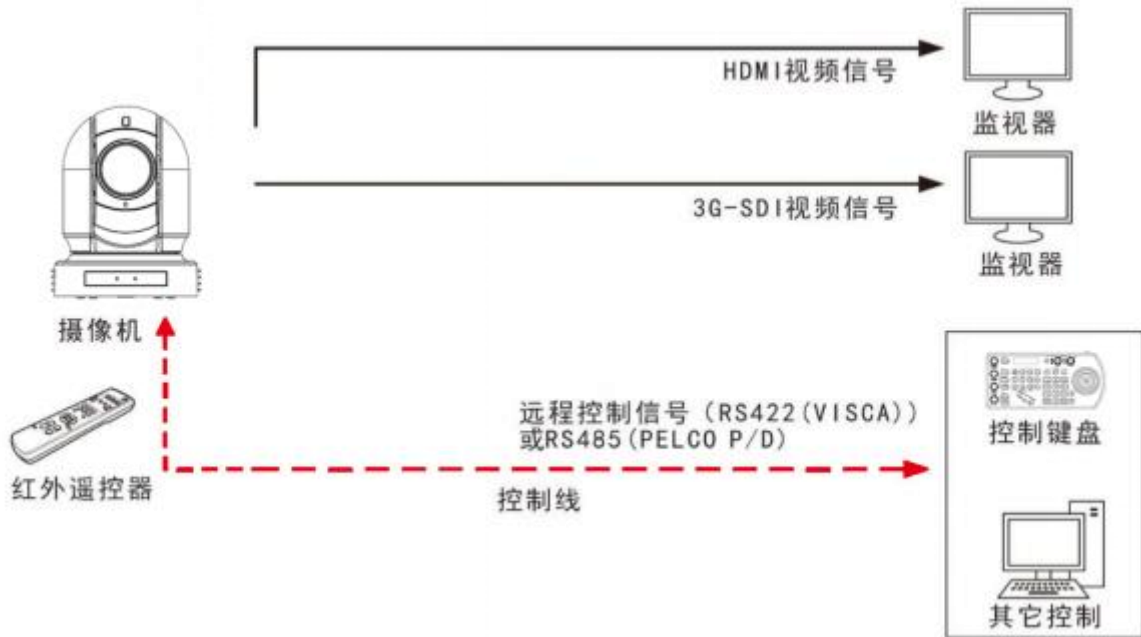 HDMI视频信号
监视器
3G-SDI视频信号
监视器
摄像机
远程控制信号（RS422(VISCA)）
或RS485(PELCO P/D)
控制键盘
红外遥控器
控制线
其它控制